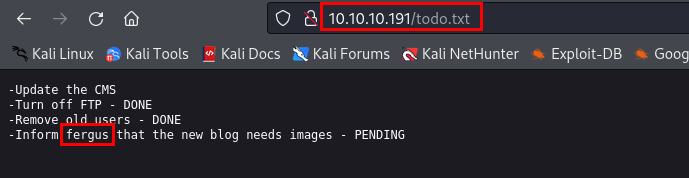 10.10.10.191/todo.txt
Kali Linux Kali Tools Kali Docs Kali Forums Kali NetHunter Exploit-DB Goog
-Update the CMS
-Turn off FTP - DONE
-Remove old users - DONE
-Inform fergus that the new blog needs images - PENDING